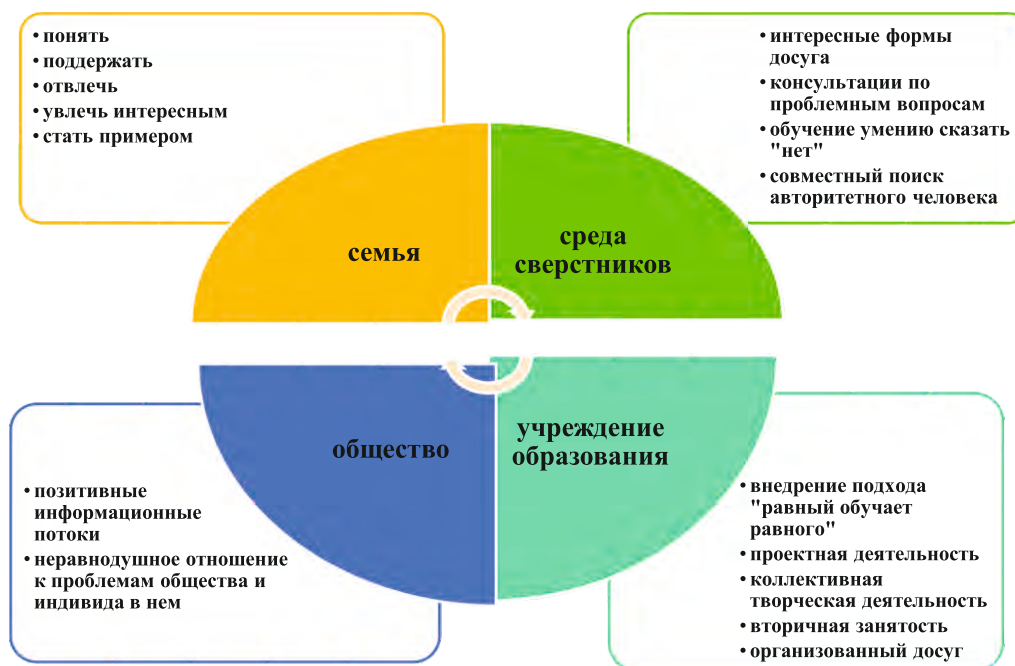 • понять
• поддержать
• отвлечь
• увлечь интересным
• стать примером
• интересные формы
досуга
• консультации по
проблемным вопросам
• обучение умению сказать
"нет"
• совместный поиск
авторитетного человека
семья
среда
сверстников
общество
учреждение
образования
• позитивные
информационные
потоки
• неравнодушное отношение
к проблемам общества и
индивида в нем
• внедрение подхода
"равный обучает
равного"
• проектная деятельность
• коллективная
творческая деятельность
• вторичная занятость
• организованный досуг